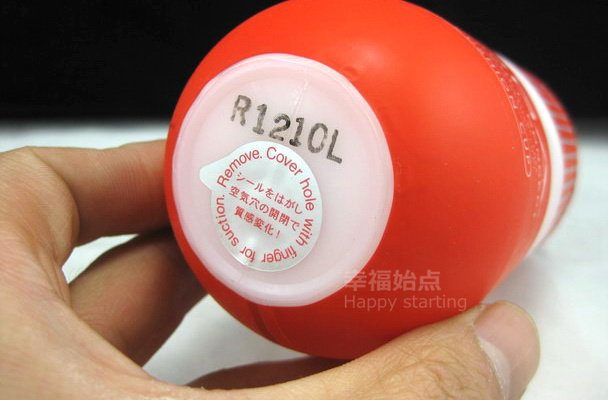 R1210L
Remove. Cover hole with finger for suction.
シールをはがし
空気穴の開閉で
質感変化!
幸福始点
Happy starting
CUP